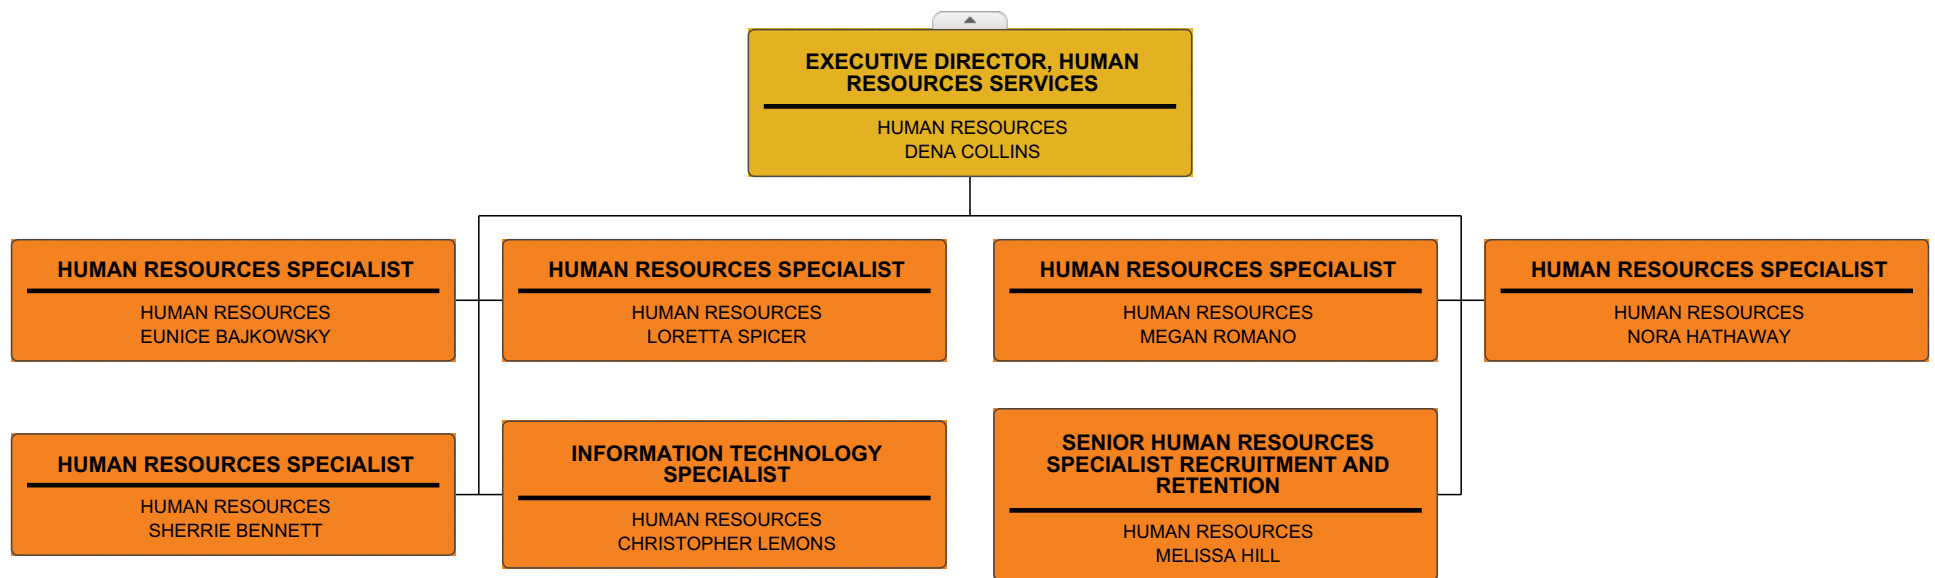 EXECUTIVE DIRECTOR, HUMAN
RESOURCES SERVICES
HUMAN RESOURCES
DENA COLLINS
HUMAN RESOURCES SPECIALIST
HUMAN RESOURCES
EUNICE BAJKOWSKY
HUMAN RESOURCES SPECIALIST
HUMAN RESOURCES
LORETTA SPICER
HUMAN RESOURCES SPECIALIST
HUMAN RESOURCES
MEGAN ROMANO
HUMAN RESOURCES SPECIALIST
HUMAN RESOURCES
NORA HATHAWAY
HUMAN RESOURCES SPECIALIST
HUMAN RESOURCES
SHERRIE BENNETT
INFORMATION TECHNOLOGY
SPECIALIST
HUMAN RESOURCES
CHRISTOPHER LEMONS
SENIOR HUMAN RESOURCES
SPECIALIST RECRUITMENT AND
RETENTION
HUMAN RESOURCES
MELISSA HILL